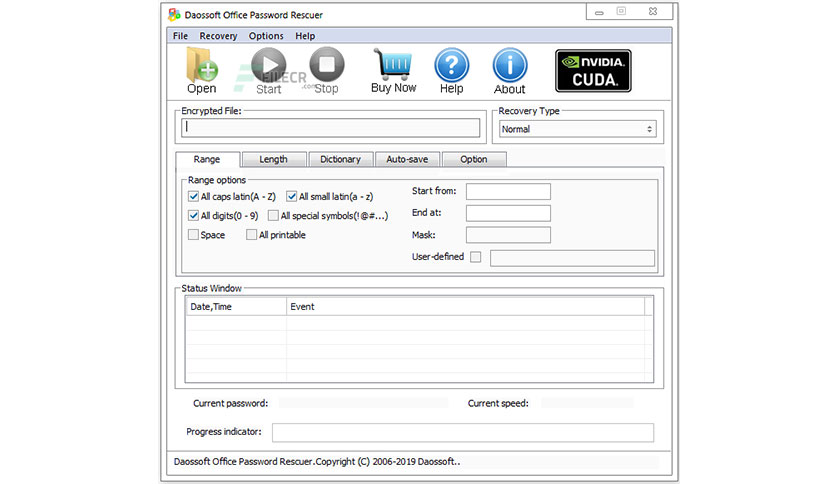 Daossoft Office Password Rescuer
File Recovery Options Help
Open Start Stop Buy Now Help About
FILECR
.com
NVIDIA.
CUDA.
Encrypted File:
Recovery Type
Normal
Range Length Dictionary Auto-save Option
Range options
All caps latin(A - Z) All small latin(a - z) Start from:
All digits(0 - 9) All special symbols(!@#...) End at:
Space All printable Mask:
User-defined
Status Window
Date,Time Event
Current password: Current speed:
Progress indicator:
Daossoft Office Password Rescuer.Copyright (C) 2006-2019 Daossoft..